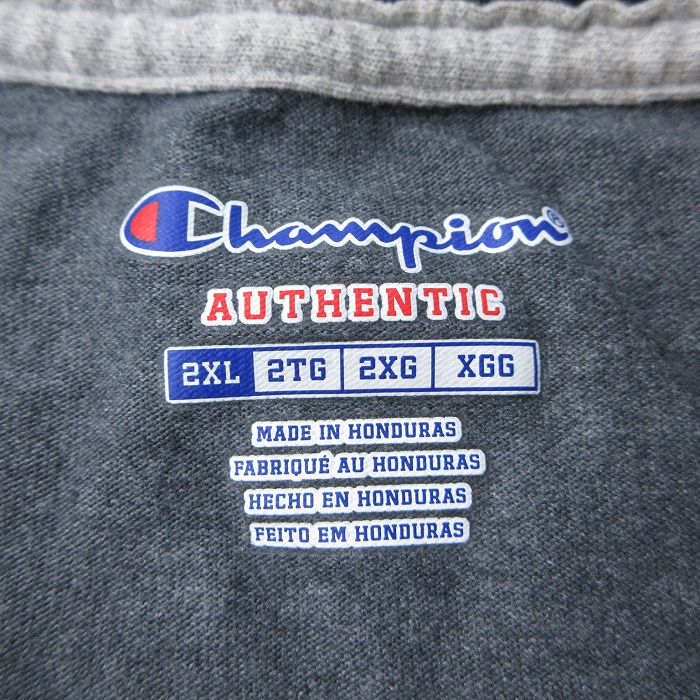 Champion®
AUTHENTIC
2XL 2TG 2XG XGG
MADE IN HONDURAS
FABRIQUÉ AU HONDURAS
HECHO EN HONDURAS
FEITO EM HONDURAS